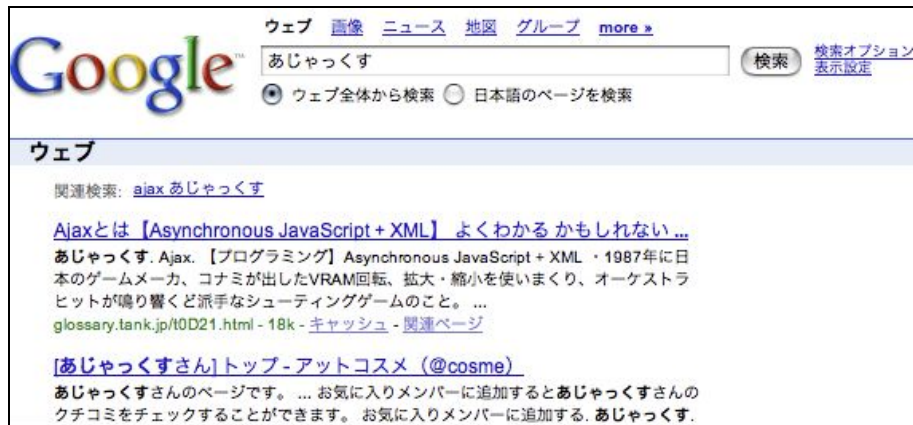 Google™
ウェブ 画像 ニュース 地図 グループ more »
あじゃっくす 検索 検索オプション
表示設定
ウェブ全体から検索 日本語のページを検索
ウェブ
関連検索: ajax あじゃっくす
Ajaxとは【Asynchronous JavaScript + XML】 よくわかる かもしれない ...
あじゃっくす. Ajax. 【プログラミング】Asynchronous JavaScript + XML ・1987年に日
本のゲームメーカ、コナミが出したVRAM回転、拡大・縮小を使いまくり、オーケストラ
ヒットが鳴り響くど派手なシューティングゲームのこと。 ...
glossary.tank.jp/t0D21.html - 18k - キャッシュ - 関連ページ
[あじゃっくすさん] トップ - アットコスメ（@cosme）
あじゃっくすさんのページです。 ... お気に入りメンバーに追加するとあじゃっくすさんの
クチコミをチェックすることができます。 お気に入りメンバーに追加する. あじゃっくす.